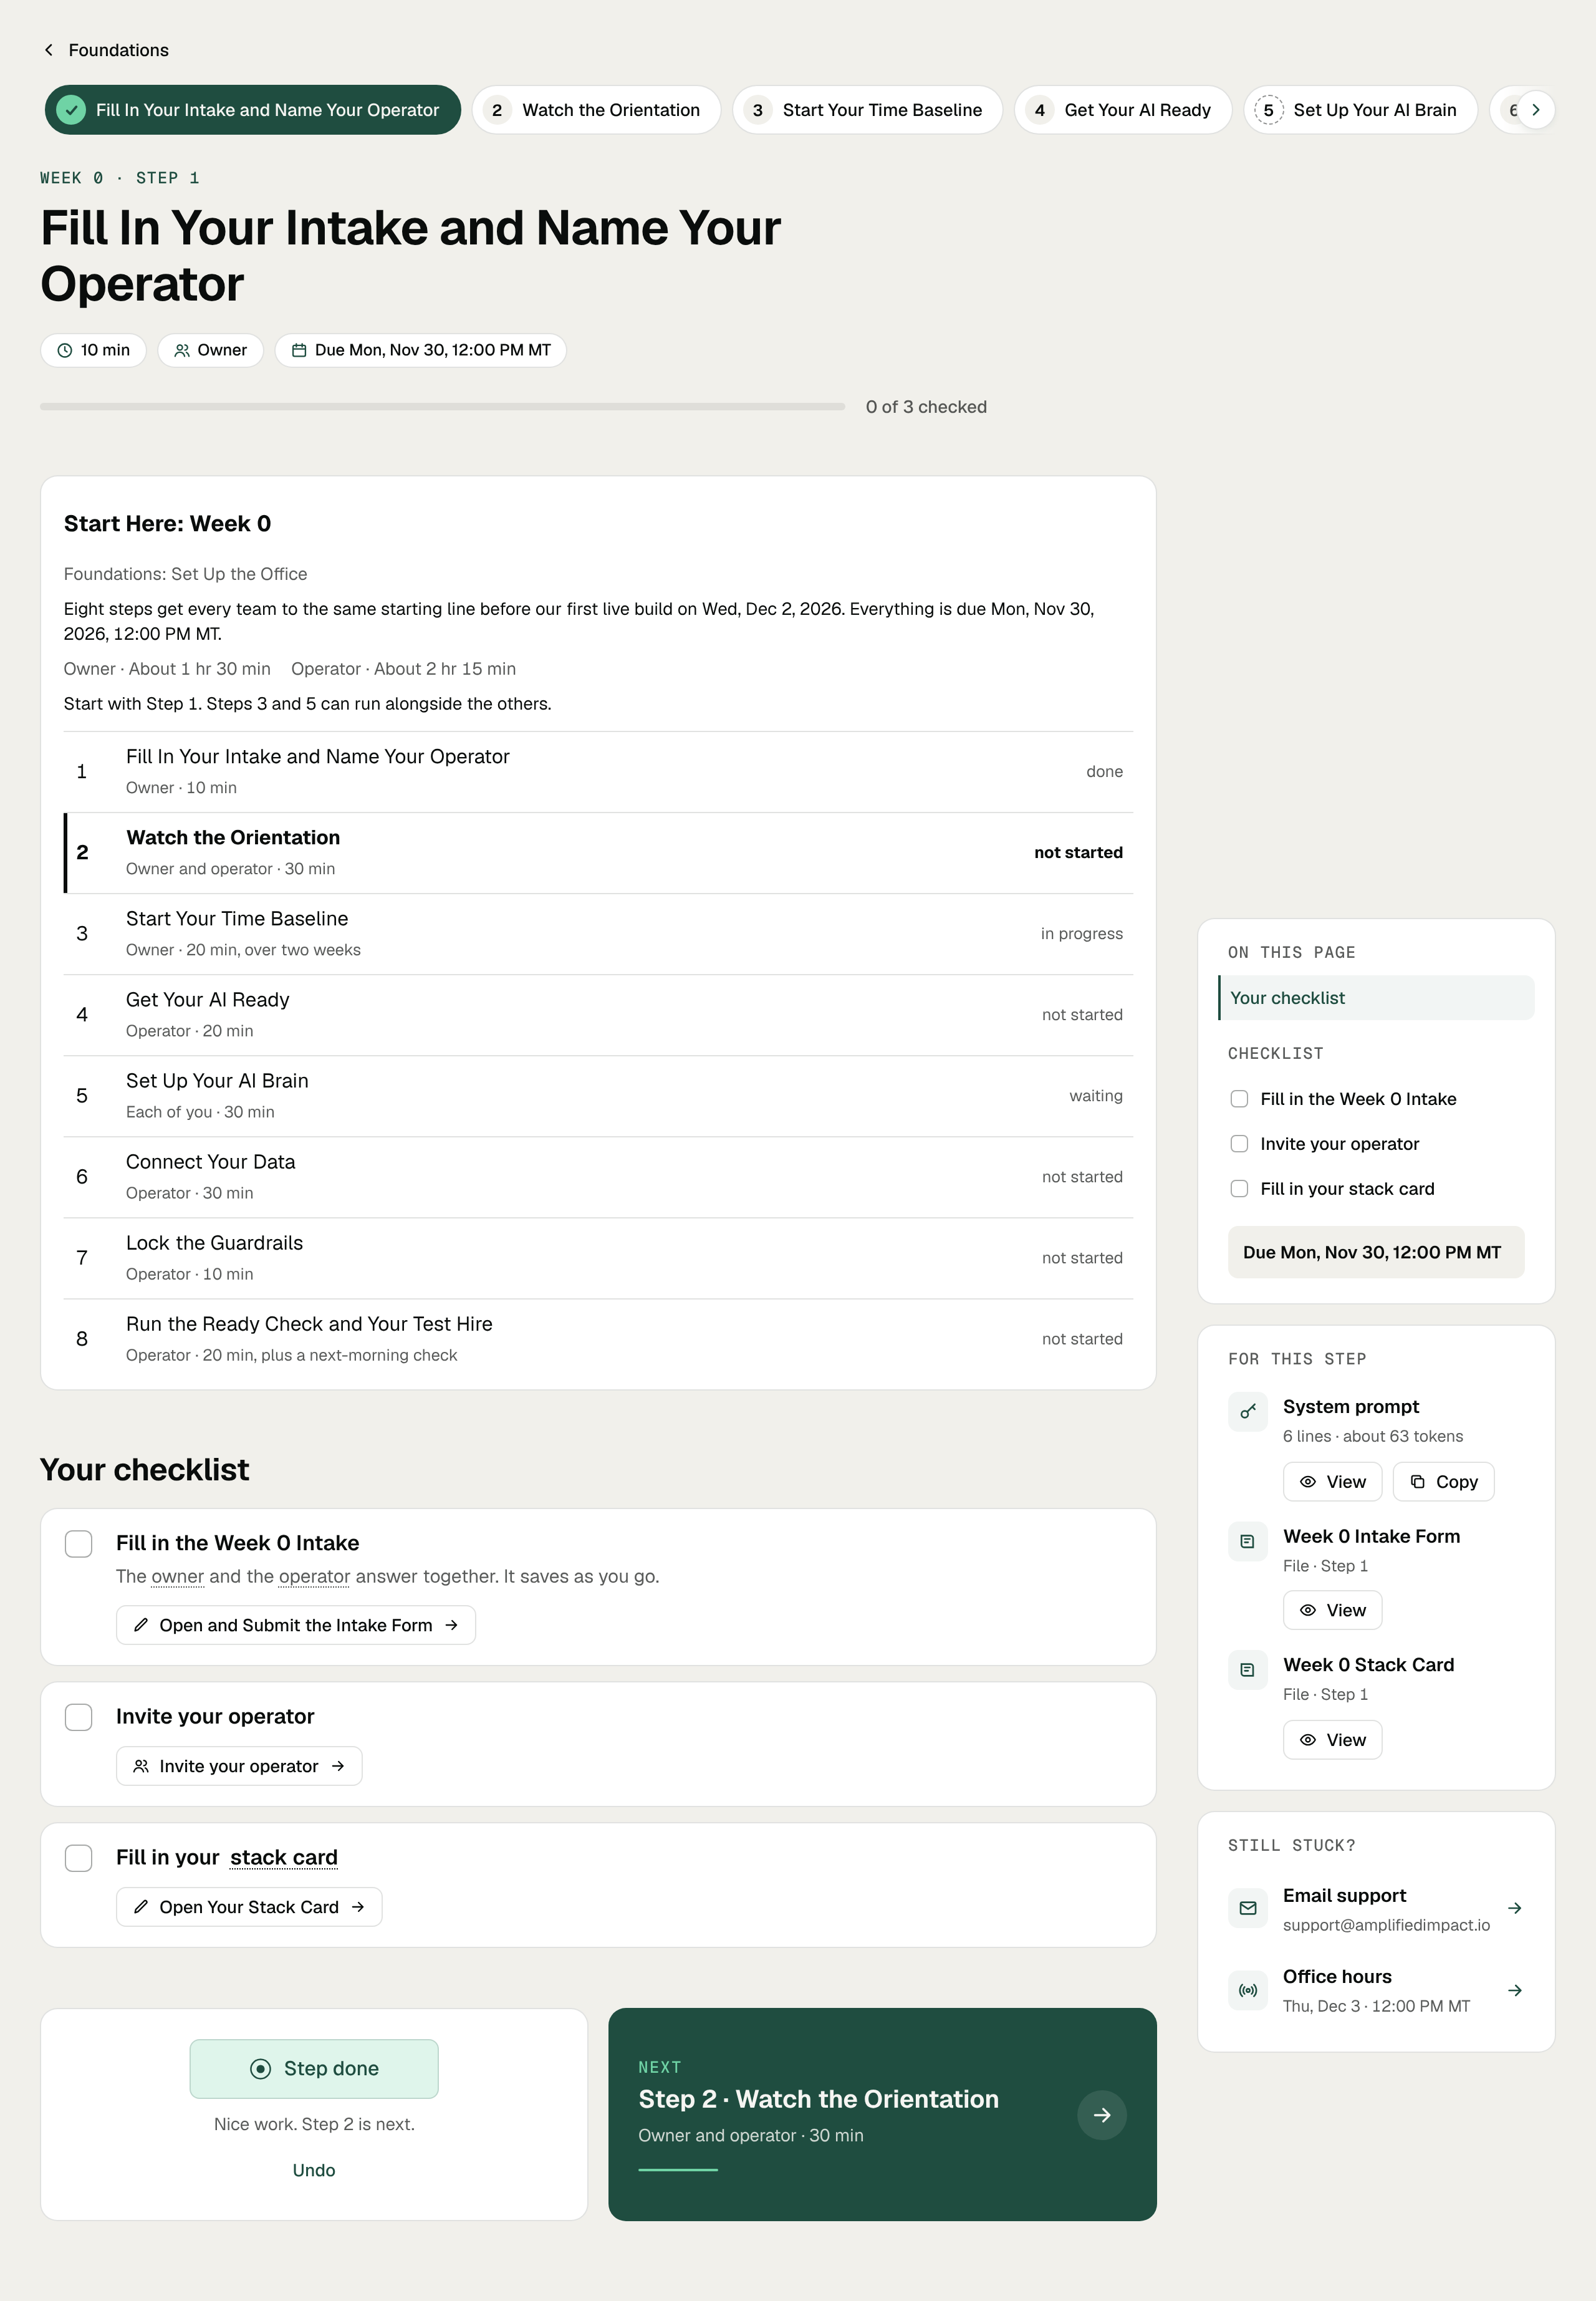 Foundations
Fill In Your Intake and Name Your Operator
2 Watch the Orientation
3 Start Your Time Baseline
4 Get Your AI Ready
5 Set Up Your AI Brain
6
WEEK 0 · STEP 1
Fill In Your Intake and Name Your
Operator
10 min
Owner
Due Mon, Nov 30, 12:00 PM MT
0 of 3 checked
Start Here: Week 0
Foundations: Set Up the Office
Eight steps get every team to the same starting line before our first live build on Wed, Dec 2, 2026. Everything is due Mon, Nov 30,
2026, 12:00 PM MT.
Owner · About 1 hr 30 min Operator · About 2 hr 15 min
Start with Step 1. Steps 3 and 5 can run alongside the others.
1
Fill In Your Intake and Name Your Operator
Owner · 10 min
done
2
Watch the Orientation
Owner and operator · 30 min
not started
3
Start Your Time Baseline
Owner · 20 min, over two weeks
in progress
4
Get Your AI Ready
Operator · 20 min
not started
5
Set Up Your AI Brain
Each of you · 30 min
waiting
6
Connect Your Data
Operator · 30 min
not started
7
Lock the Guardrails
Operator · 10 min
not started
8
Run the Ready Check and Your Test Hire
Operator · 20 min, plus a next-morning check
not started
Your checklist
Fill in the Week 0 Intake
The owner and the operator answer together. It saves as you go.
Open and Submit the Intake Form
Invite your operator
Invite your operator
Fill in your stack card
Open Your Stack Card
Step done
Nice work. Step 2 is next.
Undo
NEXT
Step 2 · Watch the Orientation
Owner and operator · 30 min
ON THIS PAGE
Your checklist
CHECKLIST
Fill in the Week 0 Intake
Invite your operator
Fill in your stack card
Due Mon, Nov 30, 12:00 PM MT
FOR THIS STEP
System prompt
6 lines · about 63 tokens
View
Copy
Week 0 Intake Form
File · Step 1
View
Week 0 Stack Card
File · Step 1
View
STILL STUCK?
Email support
support@amplifiedimpact.io
Office hours
Thu, Dec 3 · 12:00 PM MT